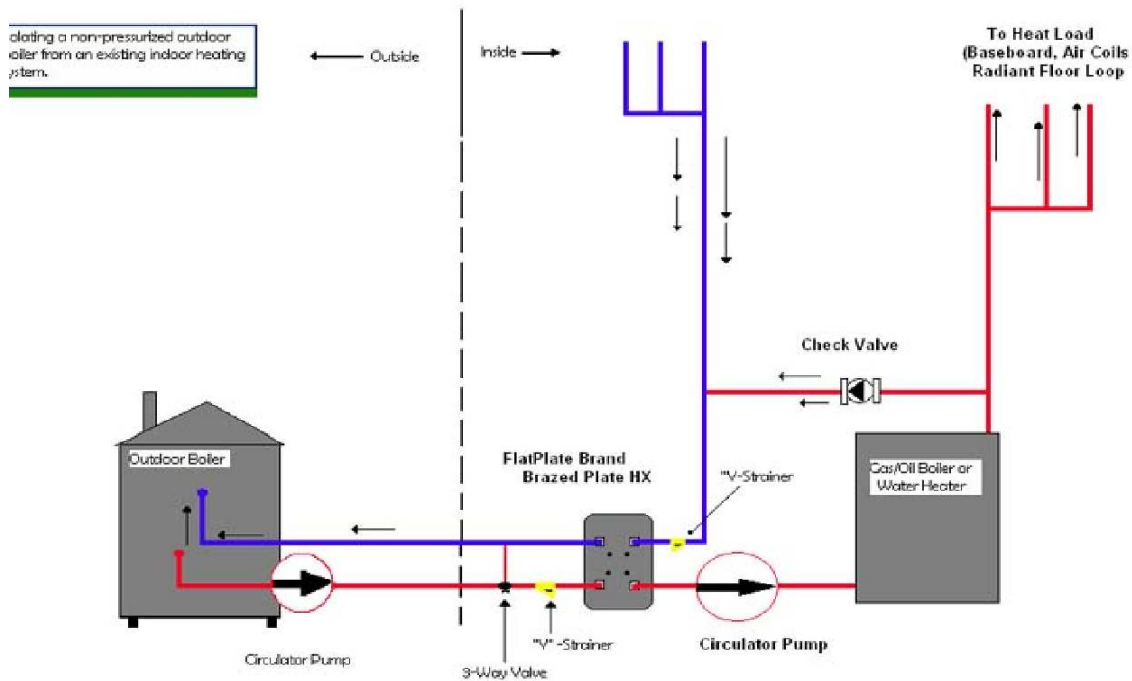 olating a non-pressurized outdoor
oiler from an existing indoor heating
ystem.
Outside
Inside
To Heat Load
(Baseboard, Air Coils
Radiant Floor Loop
Check Valve
FlatPlate Brand
Brazed Plate HX
"Y-Strainer
Outdoor Boiler
Gas/Oil Boiler or
Water Heater
Circulator Pump
3-Way Valve
"Y" -Strainer
Circulator Pump